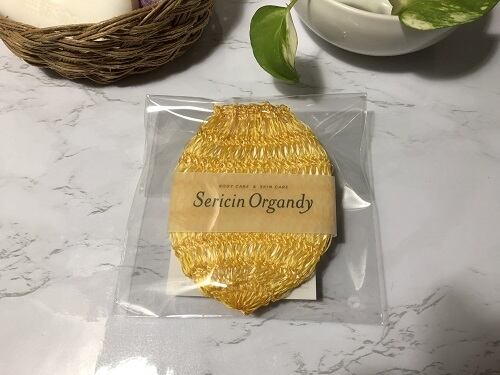 BODY CARE & SKIN CARE
Sericin Organdy